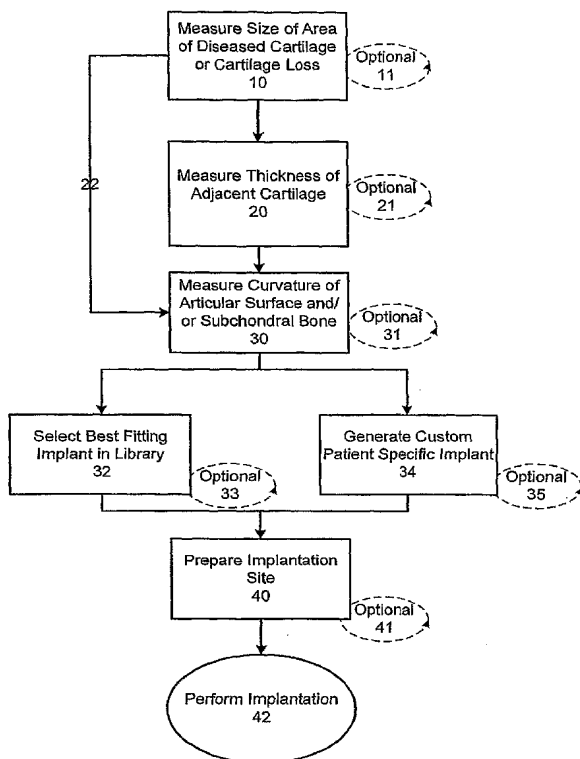 Measure Size of Area
of Diseased Cartilage
or Cartilage Loss
10
Optional
11
22
Measure Thickness of
Adjacent Cartilage
20
Optional
21
Measure Curvature of
Articular Surface and/
or Subchondral Bone
30
Optional
31
Select Best Fitting
Implant in Library
32
Optional
33
Generate Custom
Patient Specific Implant
34
Optional
35
Prepare Implantation
Site
40
Optional
41
Perform Implantation
42